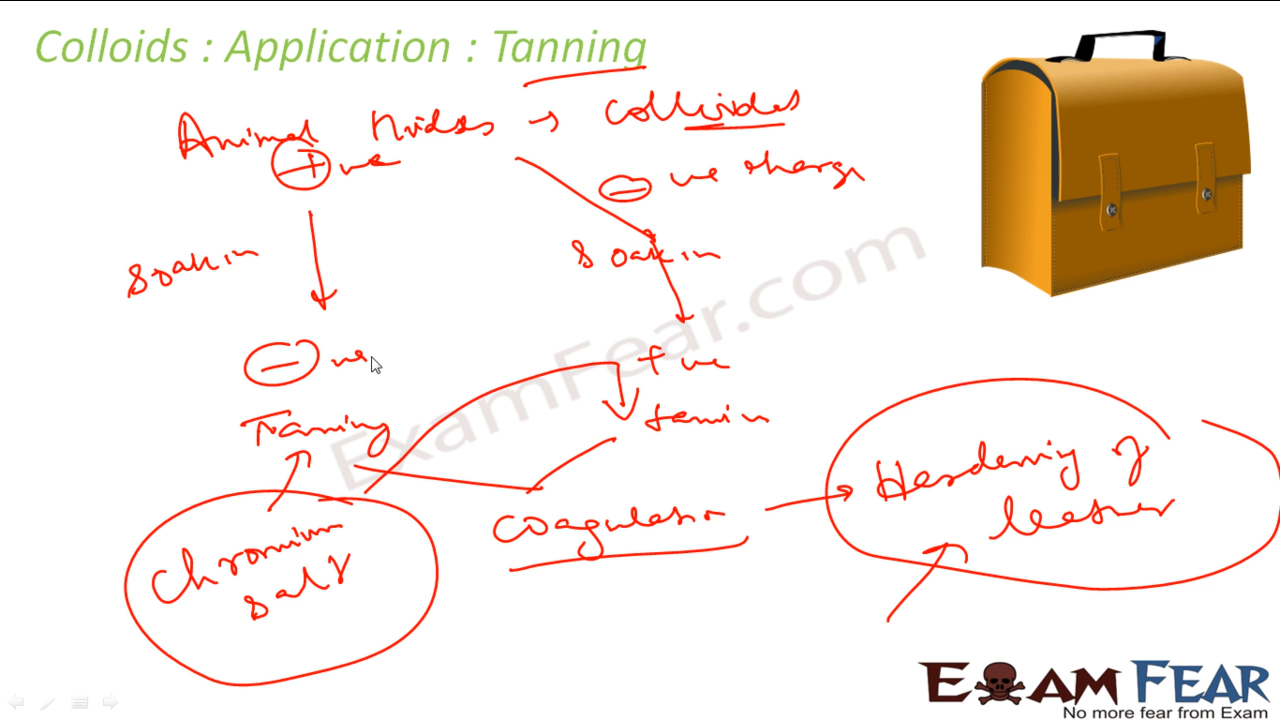 Colloids : Application : Tanning
Animal Hides → Colloides
+ ve
- ve charge
soak in
soak in
- ve
+ ve
Tanning
tannin
Chromium salt
Coagulation → Hardening of leather
ExamFear.com
EXAM FEAR
No more fear from Exam